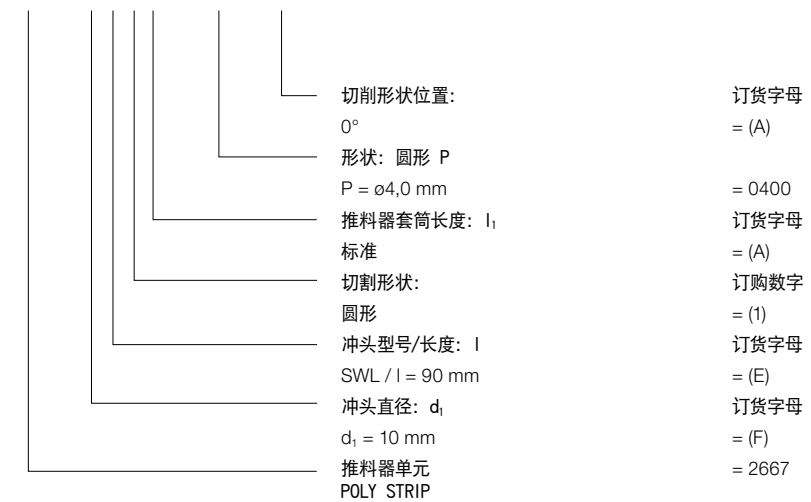 切削形状位置: 订货字母
0° = (A)
形状: 圆形 P
P = ø4,0 mm = 0400
推料器套筒长度: l₁ 订货字母
标准 = (A)
切割形状: 订购数字
圆形 = (1)
冲头型号/长度: l 订货字母
SWL / l = 90 mm = (E)
冲头直径: d₁ 订货字母
d₁ = 10 mm = (F)
推料器单元 = 2667
POLY STRIP